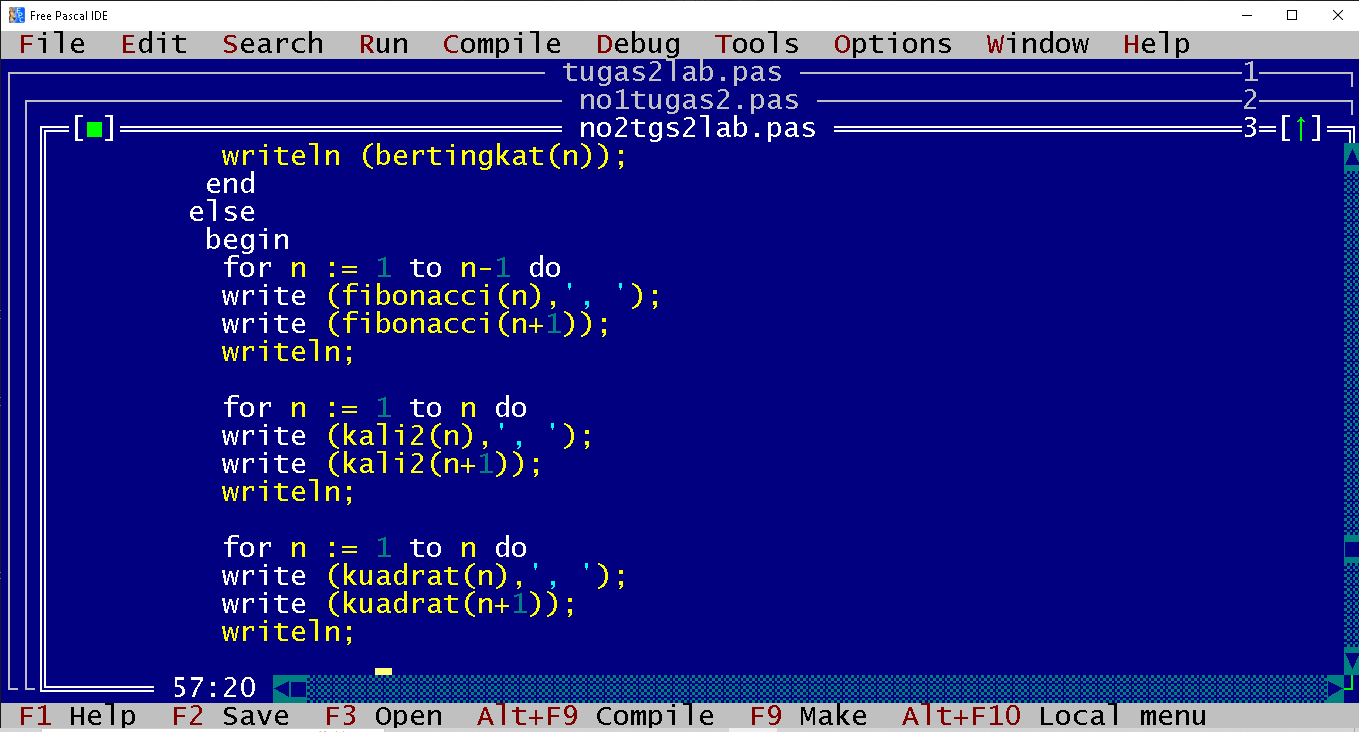 Free Pascal IDE
File Edit Search Run Compile Debug Tools Options Window Help
tugas2lab.pas 1
no1tugas2.pas 2
[■] no2tgs2lab.pas 3=[↑]
writeln (bertingkat(n));
end
else
begin
for n := 1 to n-1 do
write (fibonacci(n),', ');
write (fibonacci(n+1));
writeln;
for n := 1 to n do
write (kali2(n),', ');
write (kali2(n+1));
writeln;
for n := 1 to n do
write (kuadrat(n),', ');
write (kuadrat(n+1));
writeln;
57:20
F1 Help F2 Save F3 Open Alt+F9 Compile F9 Make Alt+F10 Local menu